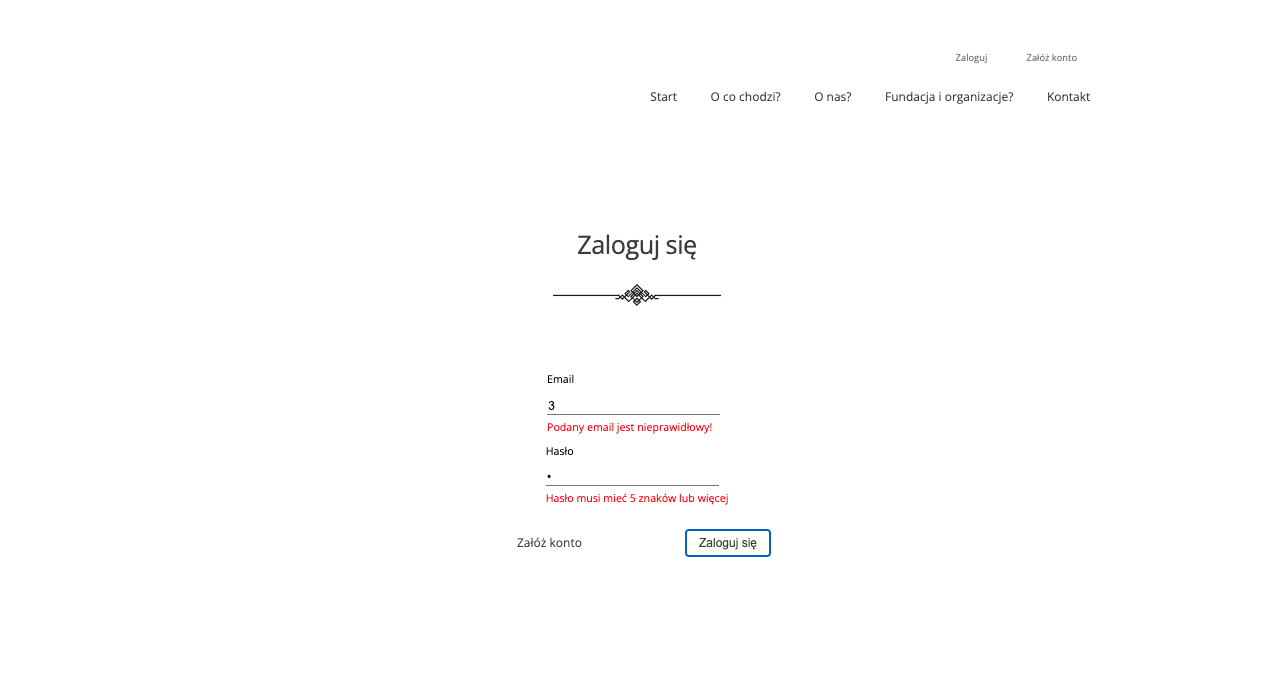 Zaloguj Załóż konto
Start O co chodzi? O nas? Fundacja i organizacje? Kontakt
Zaloguj się
Email
3
Podany email jest nieprawidłowy!
Hasło
•
Hasło musi mieć 5 znaków lub więcej
Załóż konto Zaloguj się